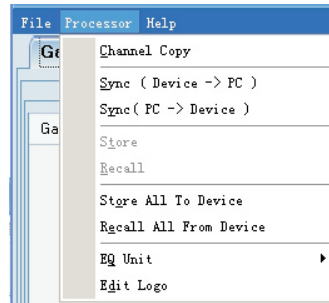 File Processor Help
Ga
Channel Copy
Sync ( Device -> PC )
Sync( PC -> Device )
Ga
Store
Recall
Store All To Device
Recall All From Device
EQ Unit
Edit Logo